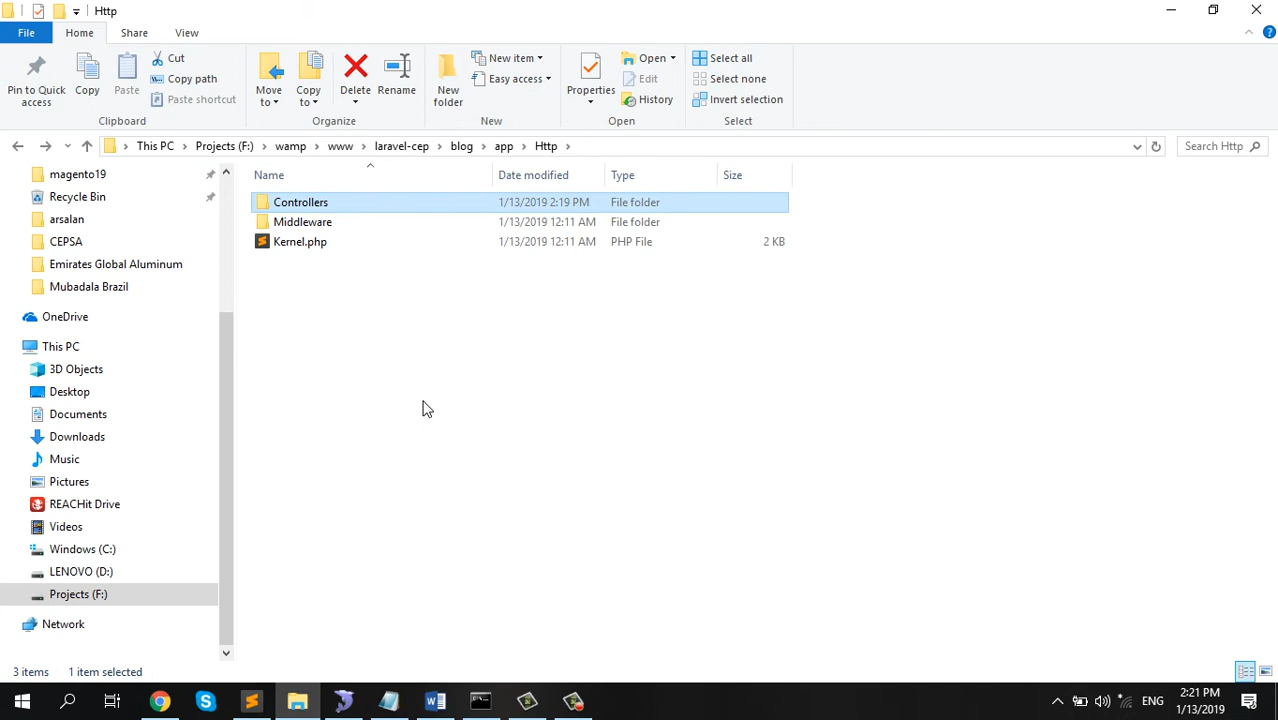 Http
File Home Share View
Pin to Quick access
Copy
Paste
Cut
Copy path
Paste shortcut
Clipboard
Move to
Copy to
Delete
Rename
Organize
New folder
New item
Easy access
New
Properties
Open
Edit
History
Open
Select all
Select none
Invert selection
Select
This PC Projects (F:) wamp www laravel-cep blog app Http
Search Http
magento19
Recycle Bin
arsalan
CEPSA
Emirates Global Aluminum
Mubadala Brazil
OneDrive
This PC
3D Objects
Desktop
Documents
Downloads
Music
Pictures
REACHit Drive
Videos
Windows (C:)
LENOVO (D:)
Projects (F:)
Network
Name Date modified Type Size
Controllers 1/13/2019 2:19 PM File folder
Middleware 1/13/2019 12:11 AM File folder
Kernel.php 1/13/2019 12:11 AM PHP File 2 KB
3 items 1 item selected
ENG
2:21 PM
1/13/2019